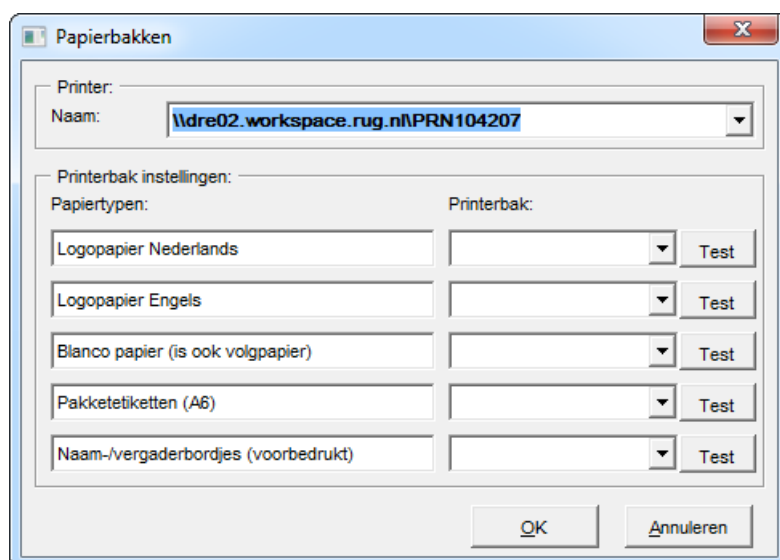 Papierbakken
Printer:
Naam:
\\dre02.workspace.rug.nl\PRN104207
Printerbak instellingen:
Papiertypen: Printerbak:
Logopapier Nederlands Test
Logopapier Engels Test
Blanco papier (is ook volgpapier) Test
Pakketetiketten (A6) Test
Naam-/vergaderbordjes (voorbedrukt) Test
OK Annuleren